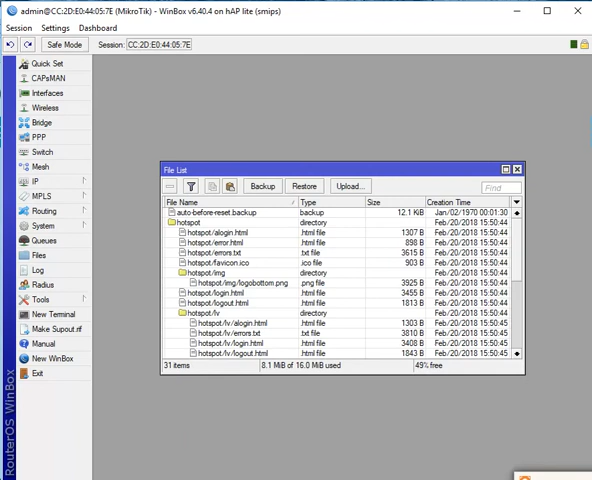 admin@CC:2D:E0:44:05:7E (MikroTik) - WinBox v6.40.4 on hAP lite (smips)
Session Settings Dashboard
Safe Mode Session: CC:2D:E0:44:05:7E
Quick Set
CAPsMAN
Interfaces
Wireless
Bridge
PPP
Switch
Mesh
IP
MPLS
Routing
System
Queues
Files
Log
Radius
Tools
New Terminal
Make Supout.rif
Manual
New WinBox
Exit
RouterOS WinBox
File List
Backup Restore Upload... Find
File Name / Type Size Creation Time
auto-before-reset.backup backup 12.1 KiB Jan/02/1970 00:01:30
hotspot directory Feb/20/2018 15:50:44
hotspot/alogin.html .html file 1307 B Feb/20/2018 15:50:44
hotspot/error.html .html file 898 B Feb/20/2018 15:50:44
hotspot/errors.txt .txt file 3615 B Feb/20/2018 15:50:44
hotspot/favicon.ico .ico file 903 B Feb/20/2018 15:50:44
hotspot/img directory Feb/20/2018 15:50:44
hotspot/img/logobottom.png .png file 3925 B Feb/20/2018 15:50:44
hotspot/login.html .html file 3455 B Feb/20/2018 15:50:44
hotspot/logout.html .html file 1813 B Feb/20/2018 15:50:44
hotspot/lv directory Feb/20/2018 15:50:44
hotspot/lv/alogin.html .html file 1303 B Feb/20/2018 15:50:45
hotspot/lv/errors.txt .txt file 3810 B Feb/20/2018 15:50:45
hotspot/lv/login.html .html file 3408 B Feb/20/2018 15:50:45
hotspot/lv/logout.html .html file 1843 B Feb/20/2018 15:50:45
31 items 8.1 MiB of 16.0 MiB used 49% free